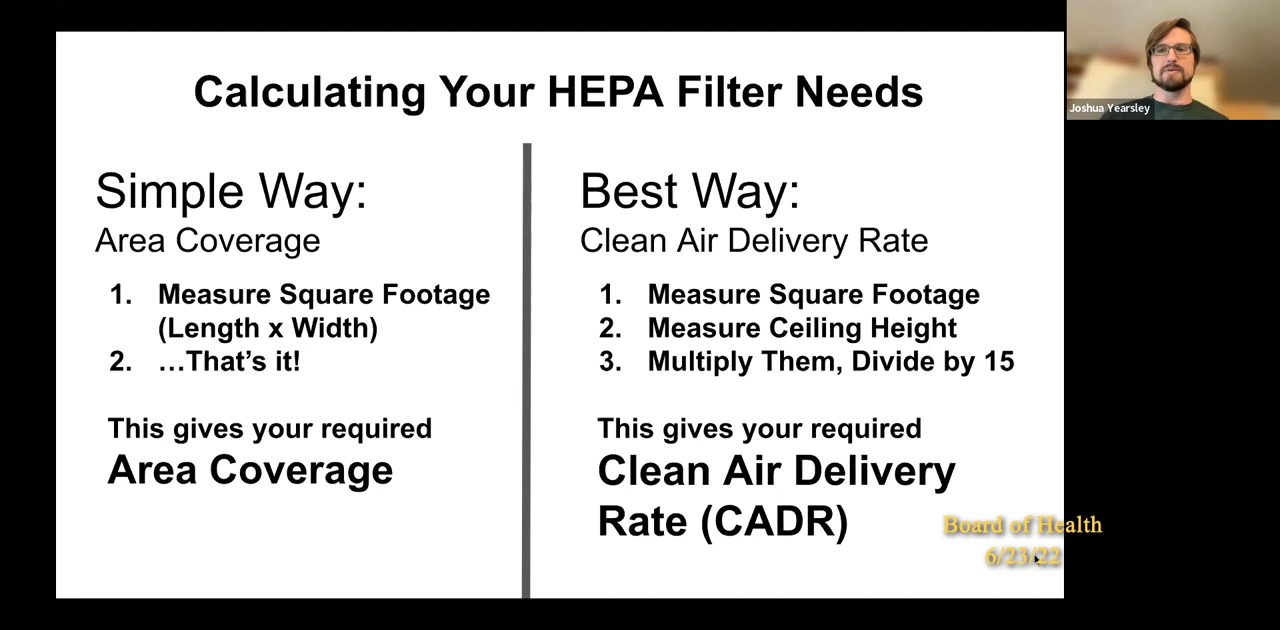 Calculating Your HEPA Filter Needs
Simple Way:
Area Coverage
1. Measure Square Footage
(Length x Width)
2. …That’s it!
This gives your required
Area Coverage
Best Way:
Clean Air Delivery Rate
1. Measure Square Footage
2. Measure Ceiling Height
3. Multiply Them, Divide by 15
This gives your required
Clean Air Delivery
Rate (CADR)
Joshua Yearsley
Board of Health
6/23/22